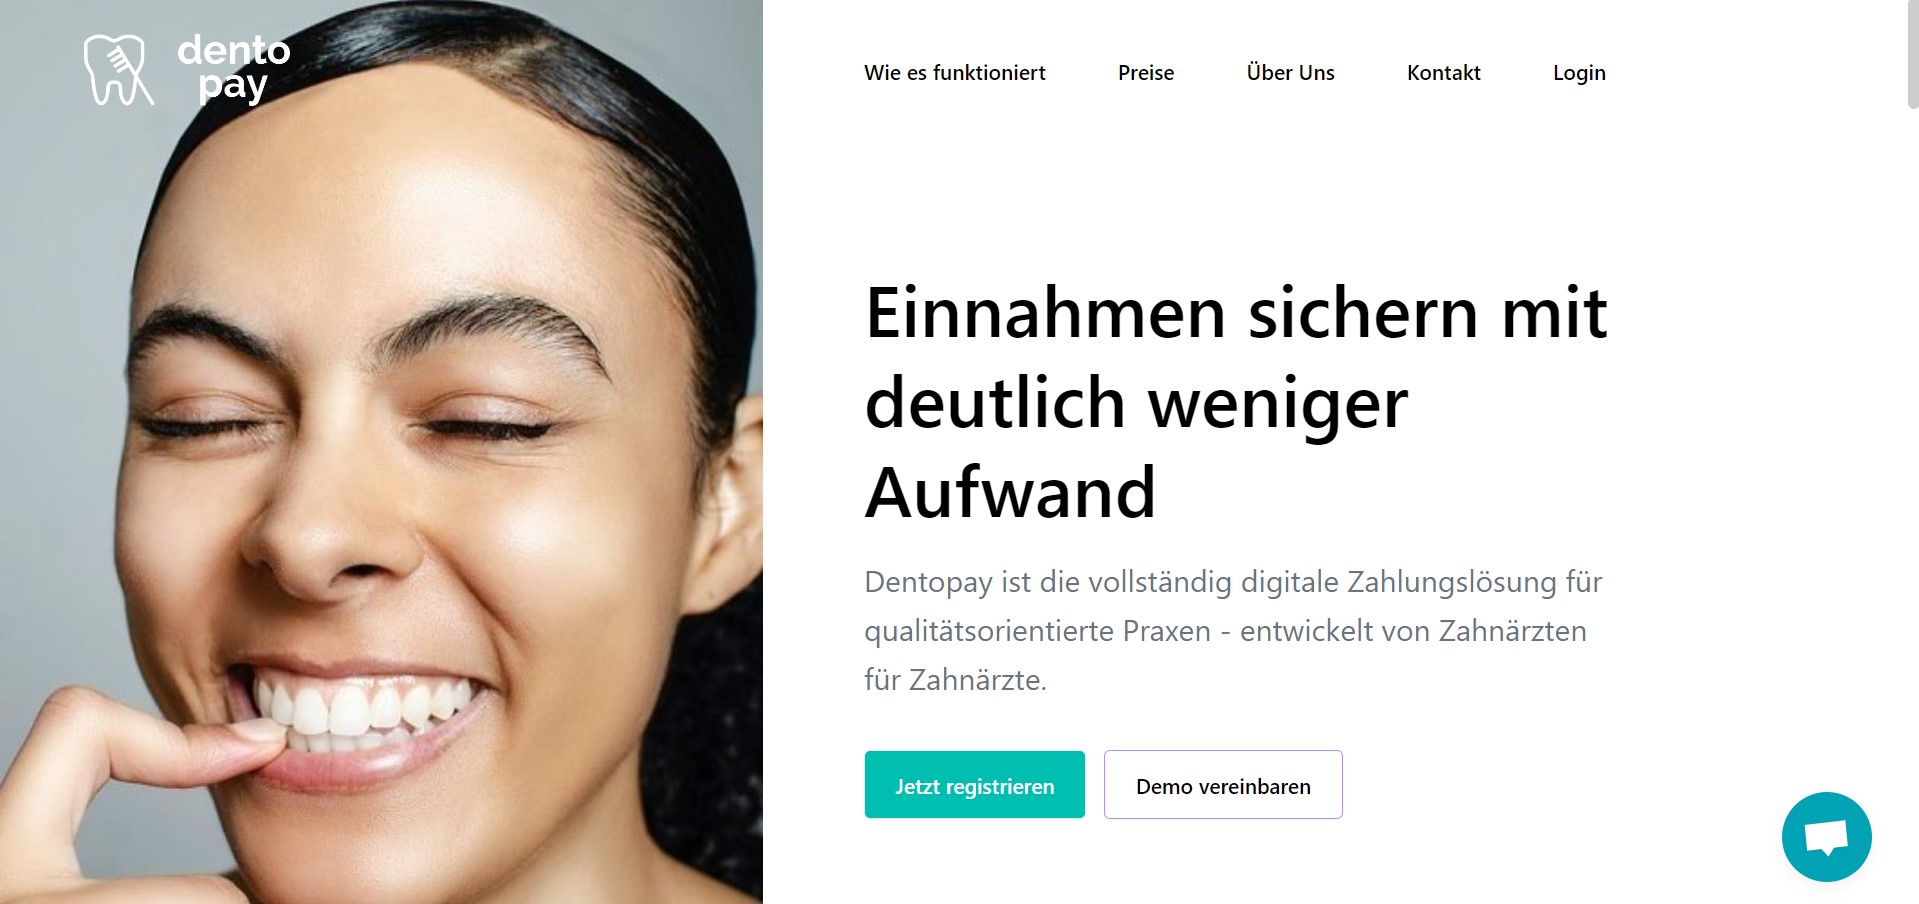 dento
pay
Wie es funktioniert
Preise
Über Uns
Kontakt
Login
Einnahmen sichern mit
deutlich weniger
Aufwand
Dentopay ist die vollständig digitale Zahlungslösung für
qualitätsorientierte Praxen - entwickelt von Zahnärzten
für Zahnärzte.
Jetzt registrieren
Demo vereinbaren